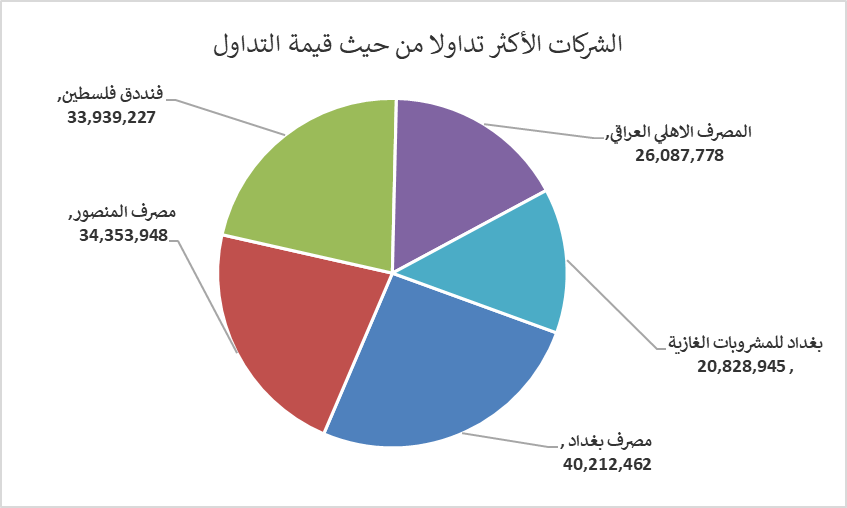 الشركات الأكثر تداولا من حيث قيمة التداول
فنددق فلسطين,
33,939,227
المصرف الاهلي العراقي,
26,087,778
مصرف المنصور,
34,353,948
بغداد للمشروبات الغازية
20,828,945 ,
مصرف بغداد ,
40,212,462